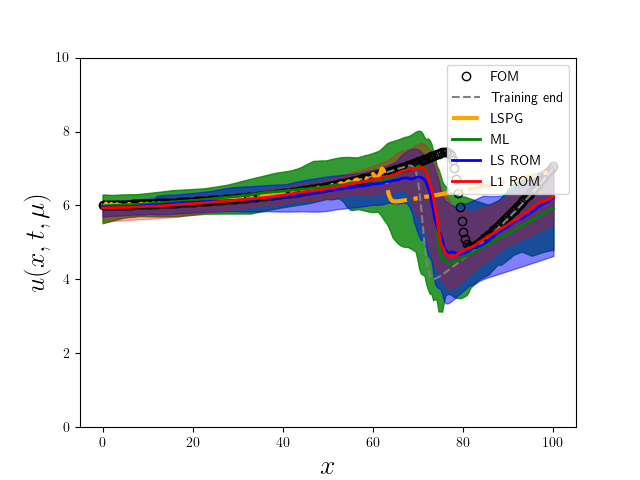 10
8
6
4
2
0
u(x, t, μ)
FOM
Training end
LSPG
ML
LS ROM
L1 ROM
0
20
40
60
80
100
x